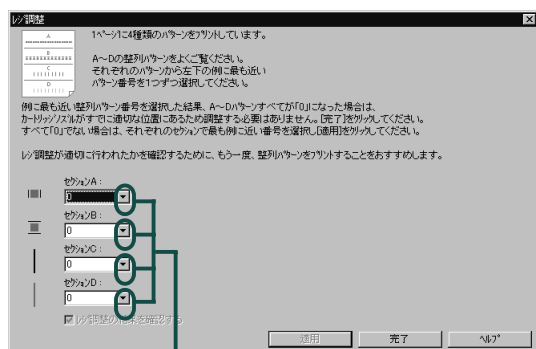 ﾚｼﾞ調整
A
B
C
D
1ﾍﾟｰｼﾞに4種類のﾊﾟﾀｰﾝをﾌﾟﾘﾝﾄしています。
A～Dの整列ﾊﾟﾀｰﾝをよくご覧ください。
それぞれのﾊﾟﾀｰﾝから左下の例に最も近い
ﾊﾟﾀｰﾝ番号を1つずつ選択してください。
例に最も近い整列ﾊﾟﾀｰﾝ番号を選択した結果、A～Dﾊﾟﾀｰﾝすべてが「0」になった場合は、
ｶｰﾄﾘｯｼﾞﾉｽﾞﾙがすでに適切な位置にあるため調整する必要はありません。[完了]をｸﾘｯｸしてください。
すべて「0」でない場合は、それぞれのｾｸｼｮﾝで最も例に近い番号を選択し[適用]をｸﾘｯｸしてください。
ﾚｼﾞ調整が適切に行われたかを確認するために、もう一度、整列ﾊﾟﾀｰﾝをﾌﾟﾘﾝﾄすることをおすすめします。
ｾｸｼｮﾝA :
0
ｾｸｼｮﾝB :
0
ｾｸｼｮﾝC :
0
ｾｸｼｮﾝD :
0
ﾚｼﾞ調整の結果を確認する
適用
完了
ﾍﾙﾌﾟ